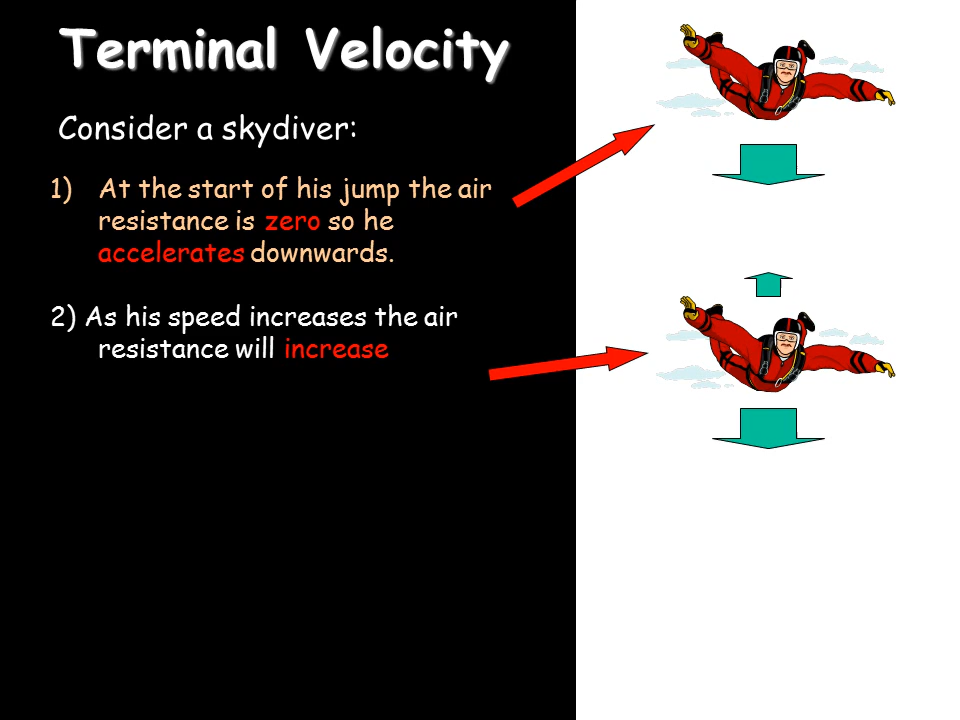 Terminal Velocity
Consider a skydiver:
1) At the start of his jump the air
resistance is zero so he
accelerates downwards.
2) As his speed increases the air
resistance will increase